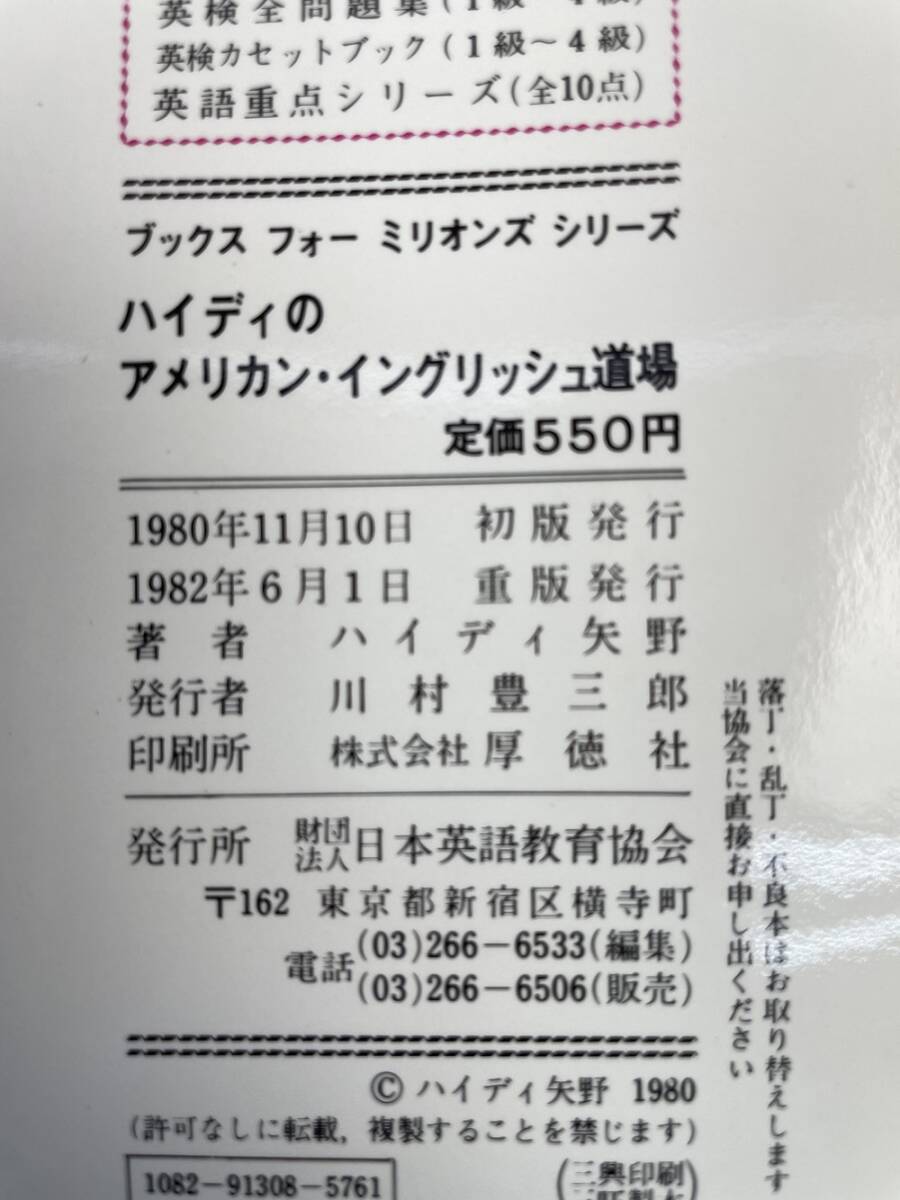 英検全問題集(1級～4級)
英検カセットブック(1級～4級)
英語重点シリーズ(全10点)
ブックス フォー ミリオンズ シリーズ
ハイディの
アメリカン・イングリッシュ道場
定価550円
1980年11月10日 初版発行
1982年6月1日 重版発行
著者 ハイディ矢野
発行者 川村豊三郎
印刷所 株式会社 厚徳社
発行所 財団法人 日本英語教育協会
〒162 東京都新宿区横寺町
電話 (03)266−6533(編集)
(03)266−6506(販売)
© ハイディ矢野 1980
(許可なしに転載，複製することを禁じます)
1082−91308−5761
三興印刷
落丁・乱丁・不良本はお取り替えします
当協会に直接お申し出ください